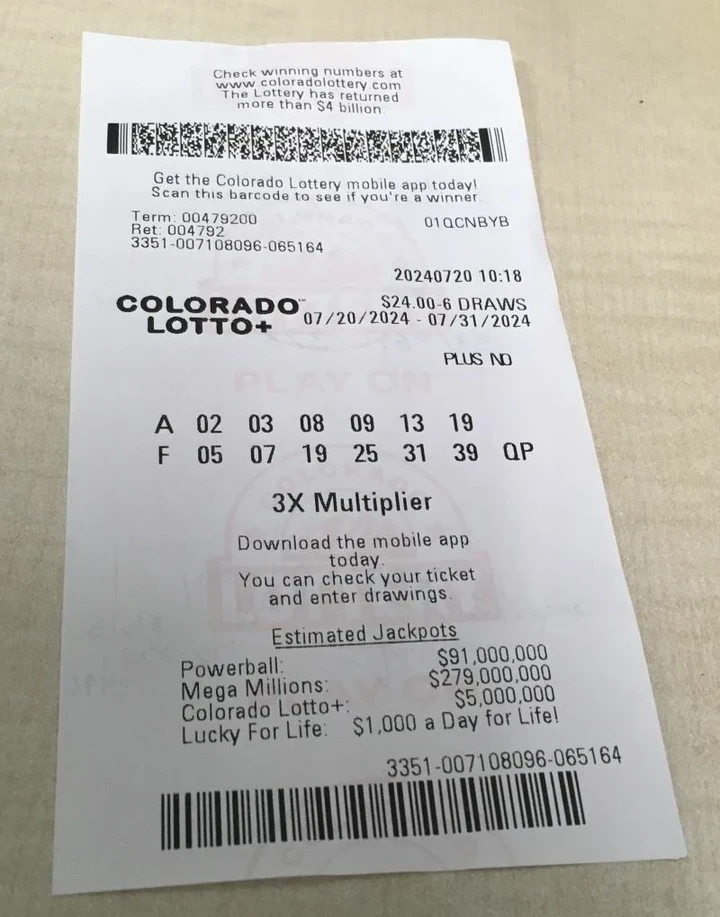 Check winning numbers at
www.coloradolottery.com
The Lottery has returned
more than $4 billion.
Get the Colorado Lottery mobile app today!
Scan this barcode to see if you're a winner.
Term: 00479200 01QCNBYB
Ret: 004792
3351-007108096-065164
20240720 10:18
COLORADO™ $24.00-6 DRAWS
LOTTO+ 07/20/2024 - 07/31/2024
PLUS NO
PLAY ON
A 02 03 08 09 13 19
F 05 07 19 25 31 39 QP
3X Multiplier
Download the mobile app
today.
You can check your ticket
and enter drawings.
Estimated Jackpots
Powerball: $91,000,000
Mega Millions: $279,000,000
Colorado Lotto+: $5,000,000
Lucky For Life: $1,000 a Day for Life!
3351-007108096-065164